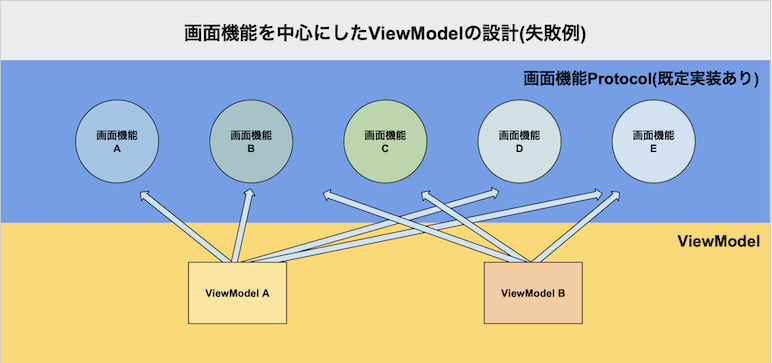 画面機能を中心にしたViewModelの設計(失敗例)
画面機能Protocol(既定実装あり)
画面機能
A
画面機能
B
画面機能
C
画面機能
D
画面機能
E
ViewModel
ViewModel A
ViewModel B